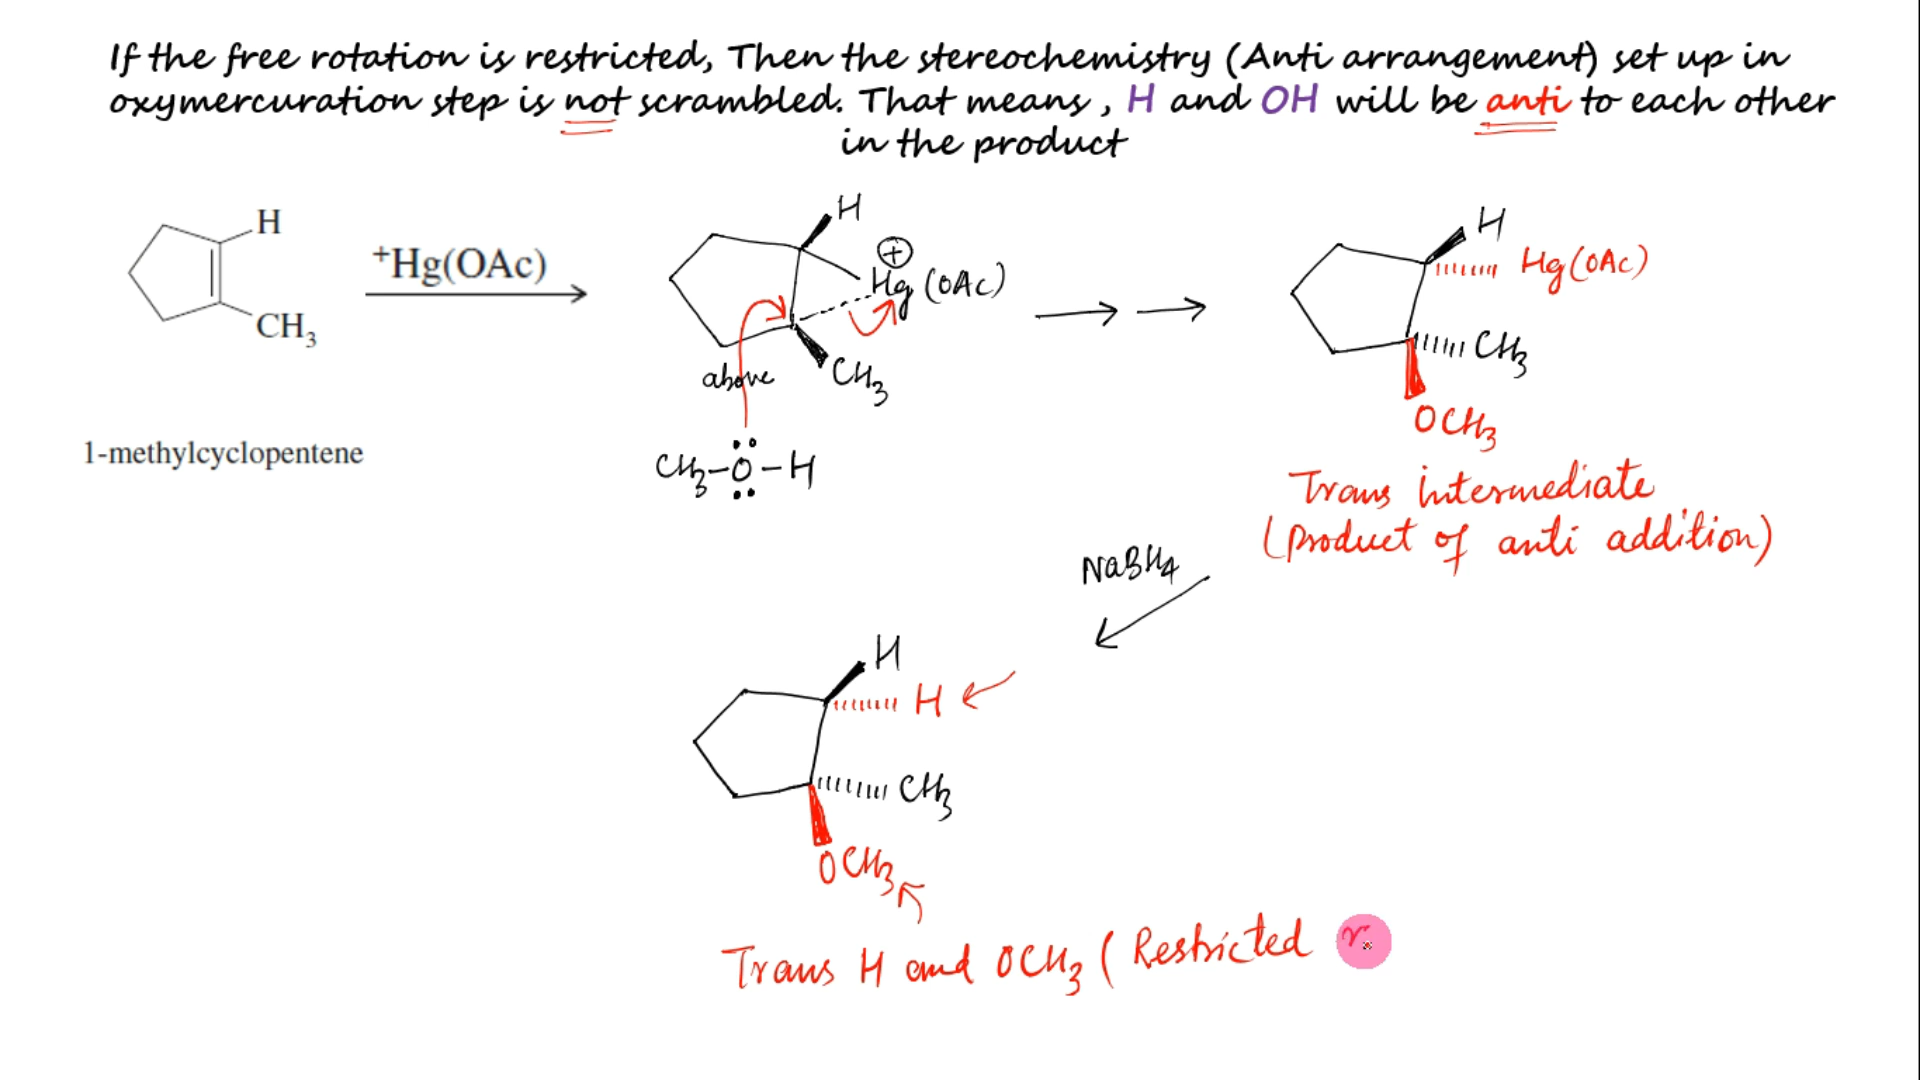 If the free rotation is restricted, Then the stereochemistry (Anti arrangement) set up in
oxymercuration step is not scrambled. That means, H and OH will be anti to each other
in the product
H
CH3
1-methylcyclopentene
+Hg(OAc)
H
+
Hg (OAc)
above
CH3
CH3-O-H
H
Hg(OAc)
CH3
OCH3
Trans intermediate
(Product of anti addition)
NaBH4
H
H
CH3
OCH3
Trans H and OCH3 (Restricted r